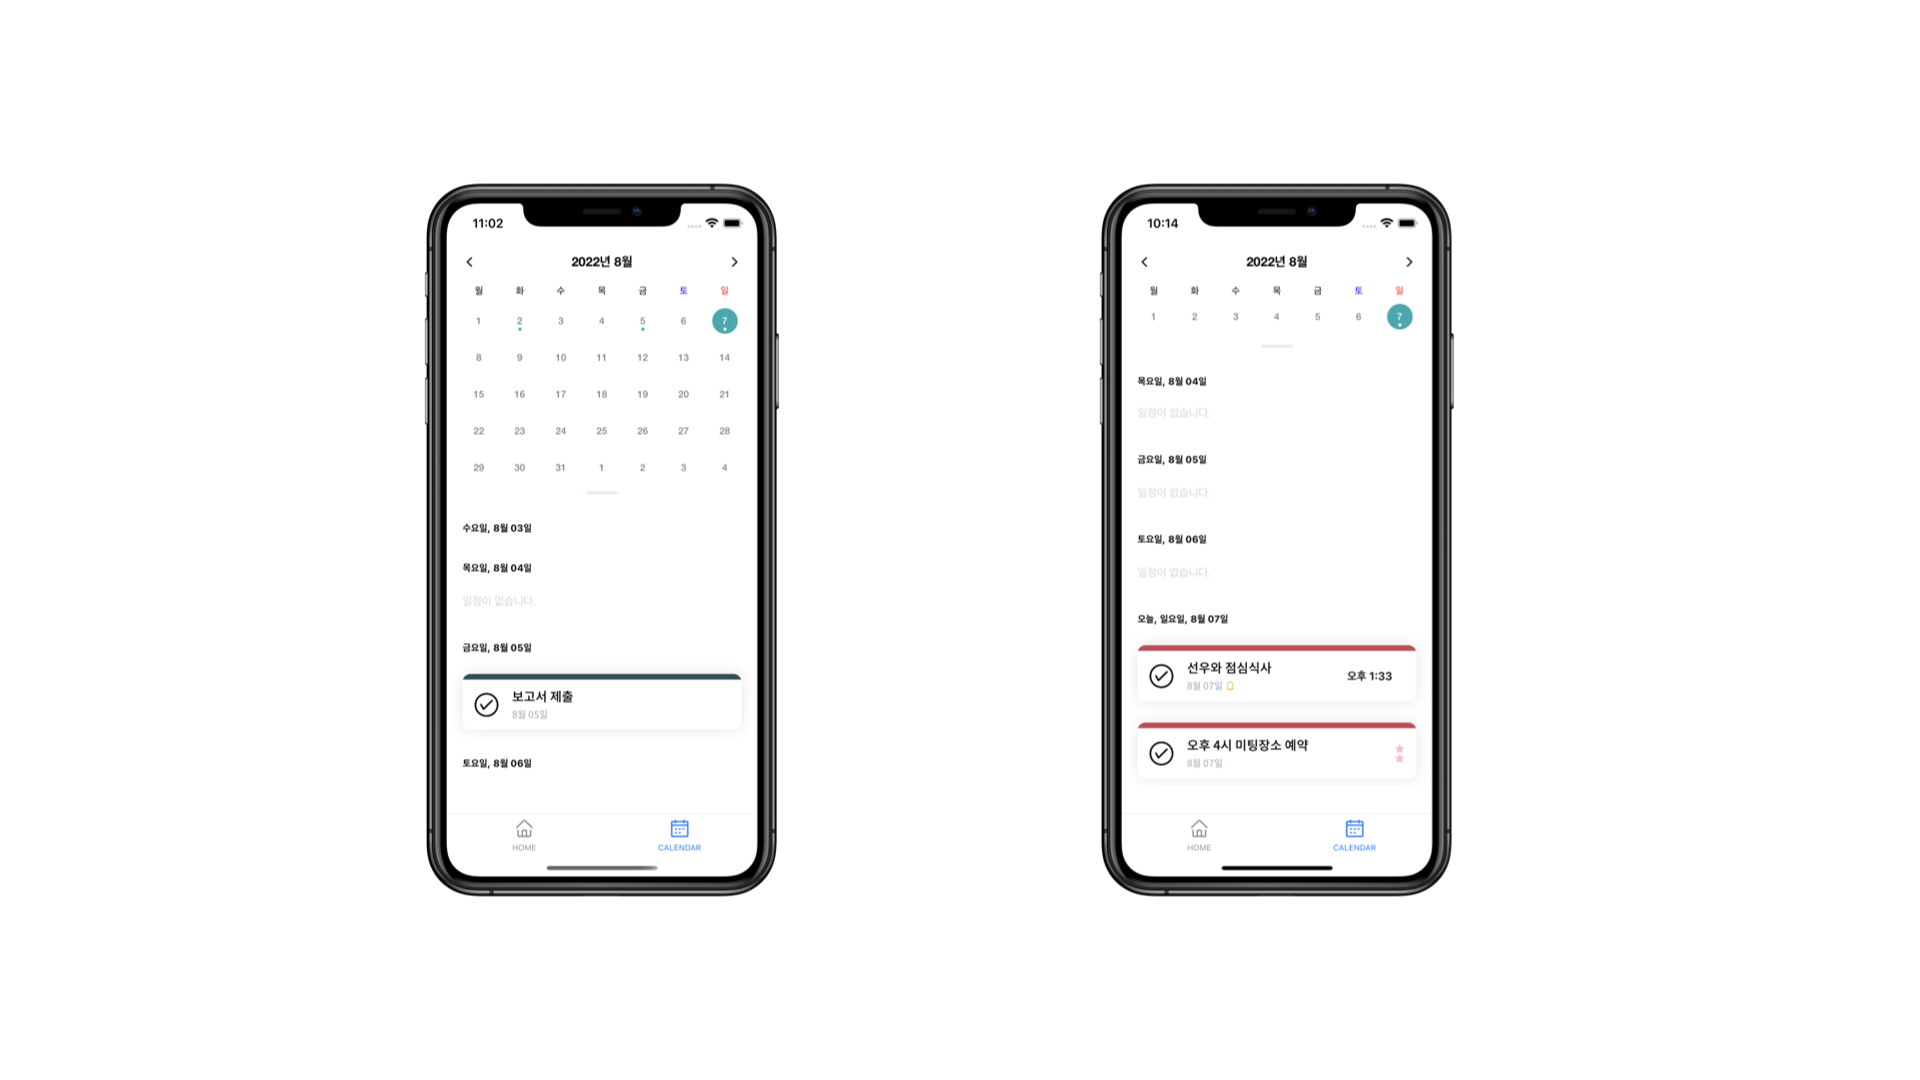 11:02
2022년 8월
월 화 수 목 금 토 일
1 2 3 4 5 6 7
8 9 10 11 12 13 14
15 16 17 18 19 20 21
22 23 24 25 26 27 28
29 30 31 1 2 3 4
수요일, 8월 03일
목요일, 8월 04일
일정이 없습니다.
금요일, 8월 05일
보고서 제출
8월 05일
토요일, 8월 06일
HOME CALENDAR
10:14
2022년 8월
월 화 수 목 금 토 일
1 2 3 4 5 6 7
목요일, 8월 04일
일정이 없습니다.
금요일, 8월 05일
일정이 없습니다.
토요일, 8월 06일
일정이 없습니다.
오늘, 일요일, 8월 07일
선우와 점심식사
8월 07일
오후 1:33
오후 4시 미팅장소 예약
8월 07일
HOME CALENDAR